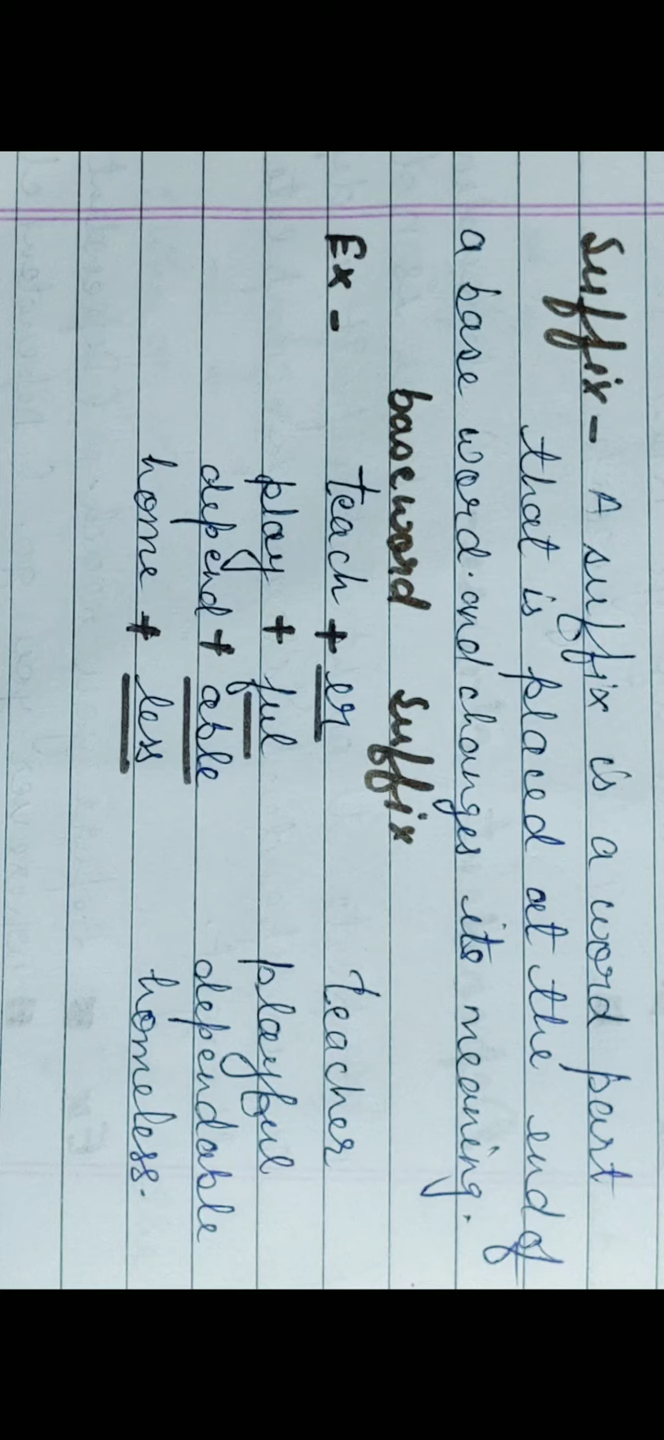 Suffix - A suffix is a word part
that is placed at the end of
a base word. and changes its meaning.
baseword suffix
Ex - teach + er teacher
play + ful playful
depend + able dependable
home + less homeless.